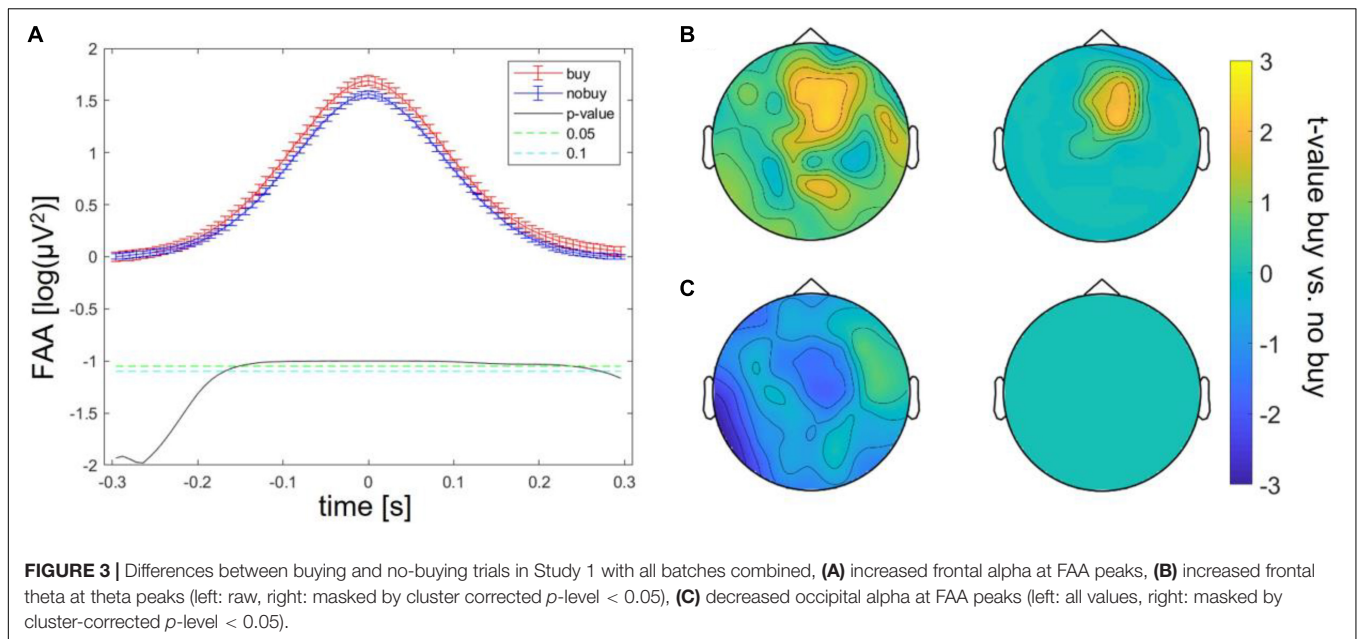 A
FAA [log(μV²)]
2
1.5
1
0.5
0
-0.5
-1
-1.5
-2
-0.3
-0.2
-0.1
0
0.1
0.2
0.3
time [s]
buy
nobuy
p-value
0.05
0.1
B
C
3
2
1
0
-1
-2
-3
t-value buy vs. no buy
FIGURE 3 | Differences between buying and no-buying trials in Study 1 with all batches combined, (A) increased frontal alpha at FAA peaks, (B) increased frontal
theta at theta peaks (left: raw, right: masked by cluster corrected p-level < 0.05), (C) decreased occipital alpha at FAA peaks (left: all values, right: masked by
cluster-corrected p-level < 0.05).